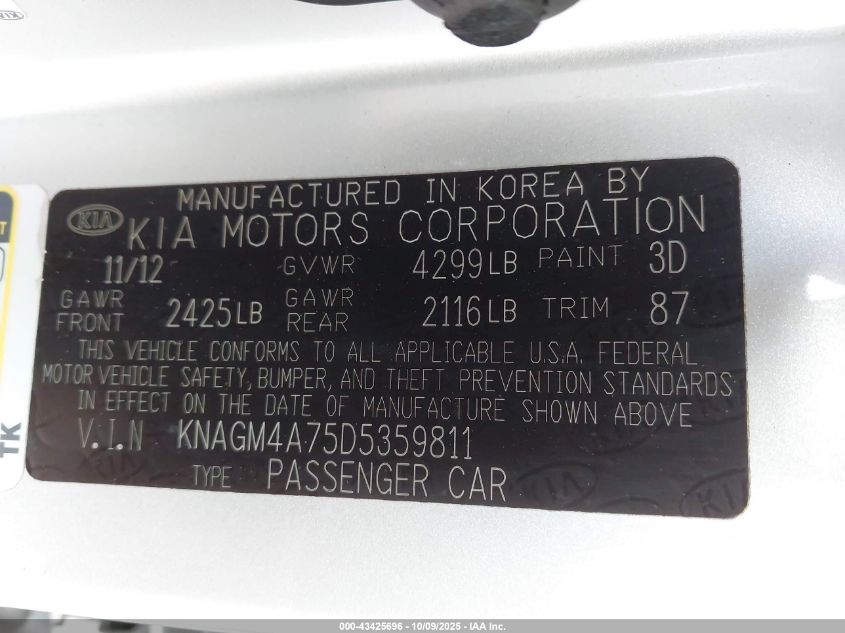 MANUFACTURED IN KOREA BY
KIA KIA MOTORS CORPORATION
11/12 GVWR 4299LB PAINT 3D
GAWR FRONT 2425LB GAWR REAR 2116LB TRIM 87
THIS VEHICLE CONFORMS TO ALL APPLICABLE U.S.A. FEDERAL
MOTOR VEHICLE SAFETY, BUMPER, AND THEFT PREVENTION STANDARDS
IN EFFECT ON THE DATE OF MANUFACTURE SHOWN ABOVE
V.I.N KNAGM4A75D5359811
TYPE PASSENGER CAR
TK
000-43425696 - 10/09/2025 - IAA Inc.